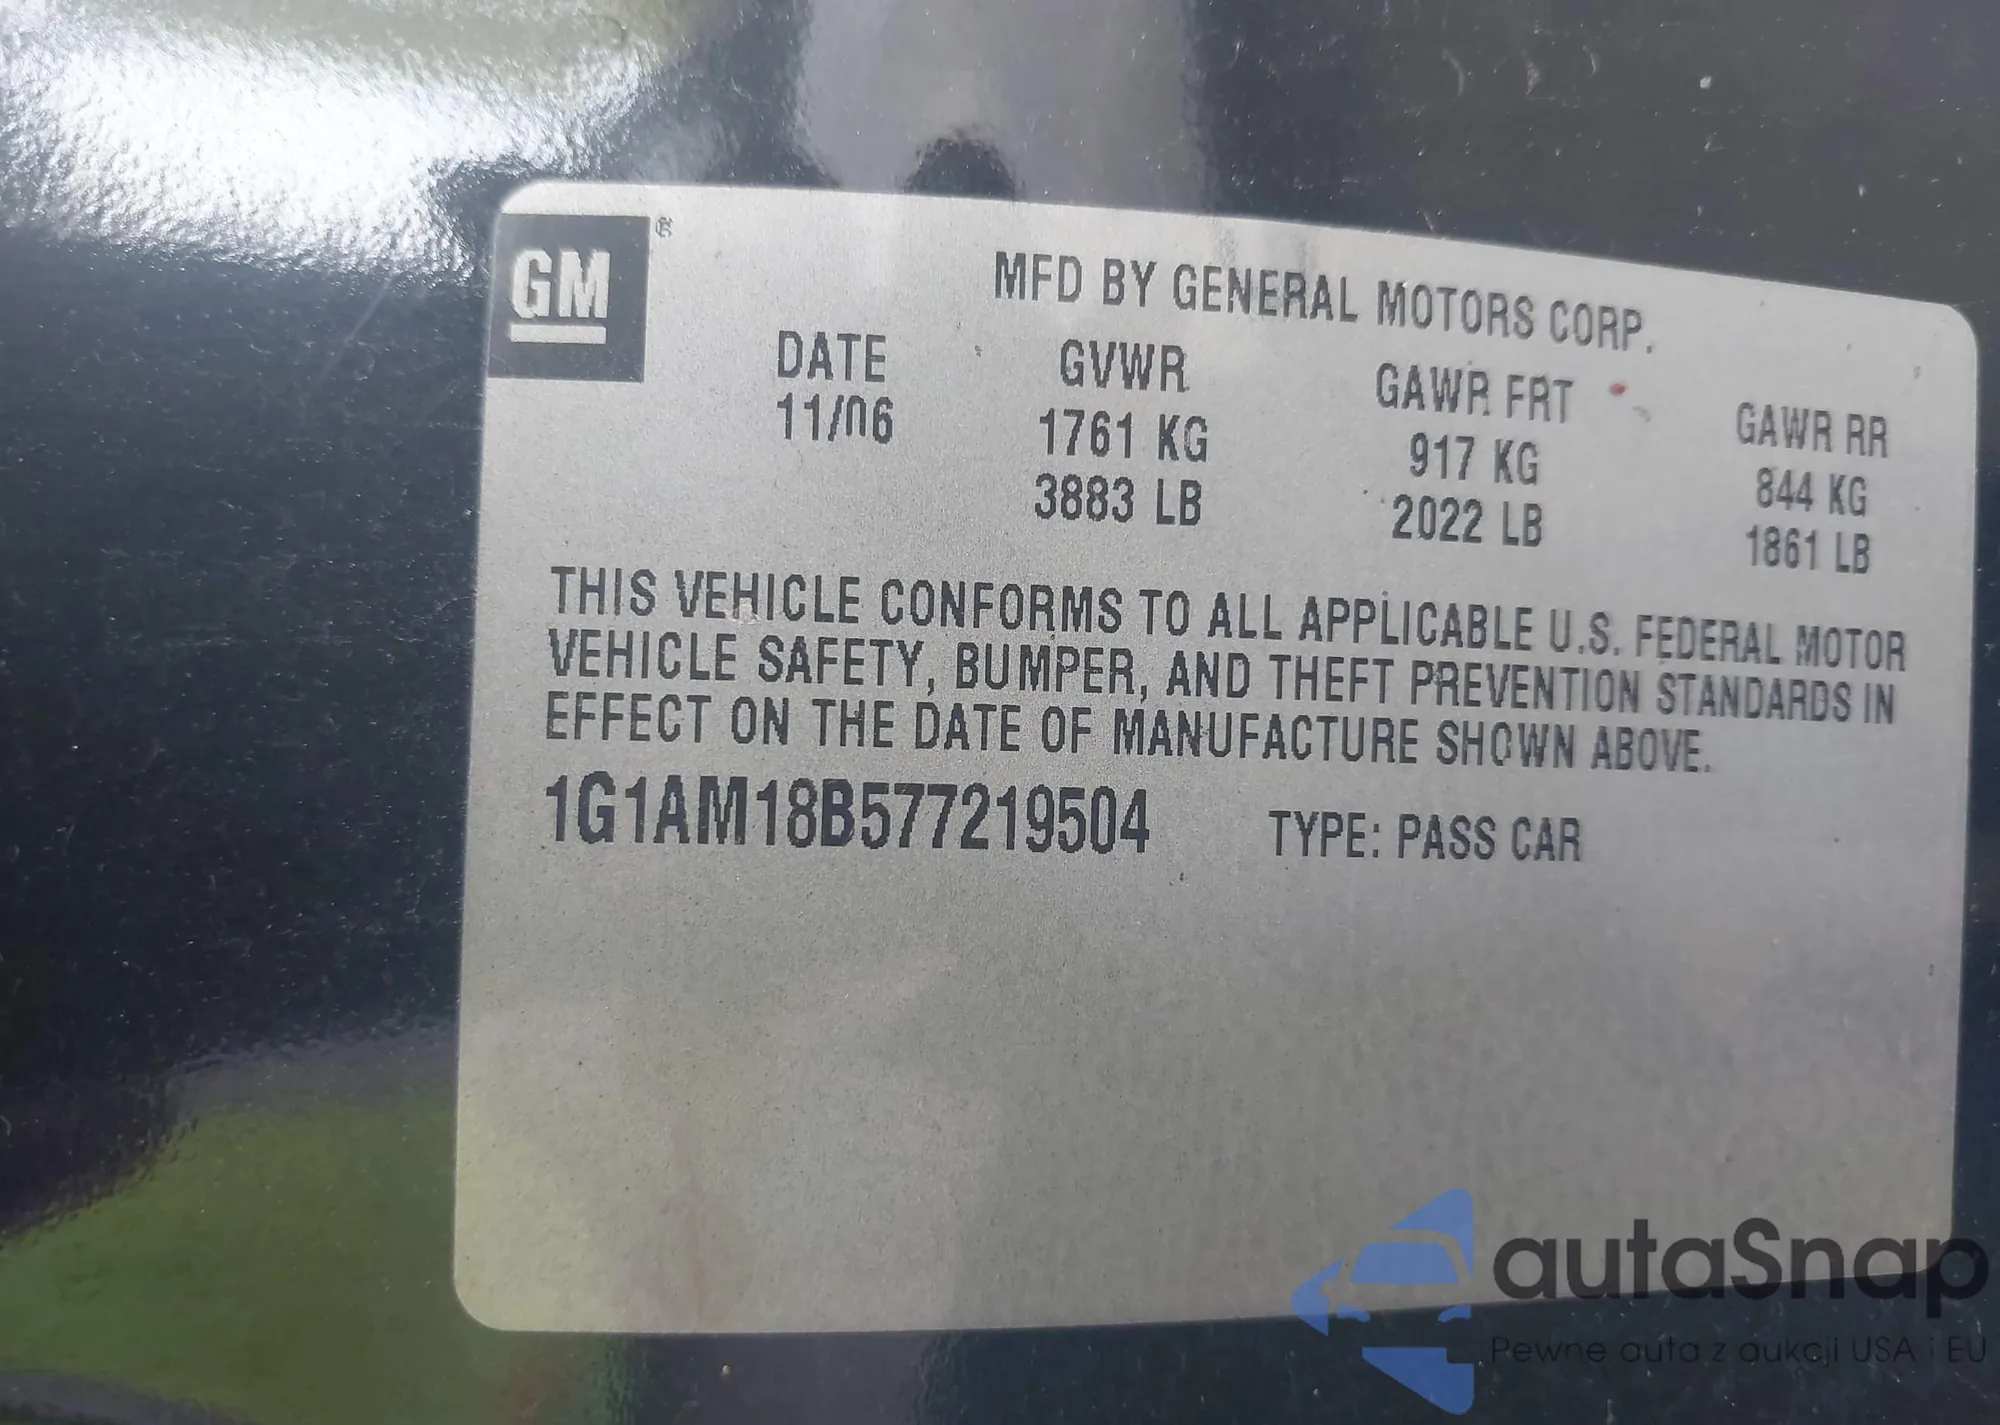 GM ®
MFD BY GENERAL MOTORS CORP.
DATE GVWR GAWR FRT GAWR RR
11/06 1761 KG 917 KG 844 KG
3883 LB 2022 LB 1861 LB
THIS VEHICLE CONFORMS TO ALL APPLICABLE U.S. FEDERAL MOTOR
VEHICLE SAFETY, BUMPER, AND THEFT PREVENTION STANDARDS IN
EFFECT ON THE DATE OF MANUFACTURE SHOWN ABOVE.
1G1AM18B577219504 TYPE: PASS CAR
autaSnap
Pewne auta z aukcji USA i EU